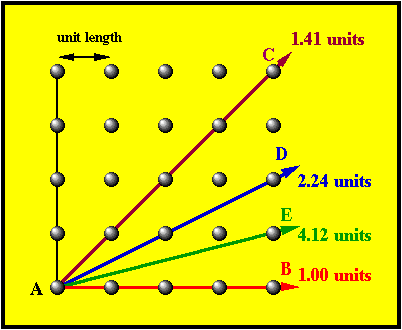 unit length
C
1.41 units
D
2.24 units
E
4.12 units
B
1.00 units
A